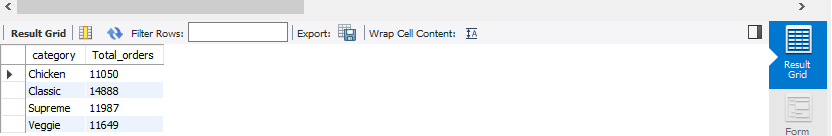 Result Grid Filter Rows: Export: Wrap Cell Content:
category Total_orders
Chicken 11050
Classic 14888
Supreme 11987
Veggie 11649
Result
Grid
Form